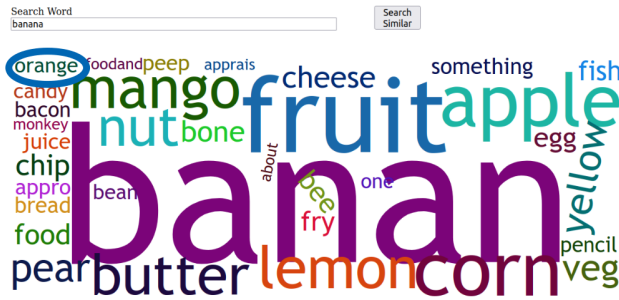 Search Word
banana
Search
Similar
orange
foodand
peep
apprais
cheese
something
fish
candy
mango
fruit
apple
bacon
monkey
nut
bone
egg
juice
chip
banan
about
yellow
appro
bean
bee
one
bread
fry
food
pencil
pear
butter
lemon
corn
veg